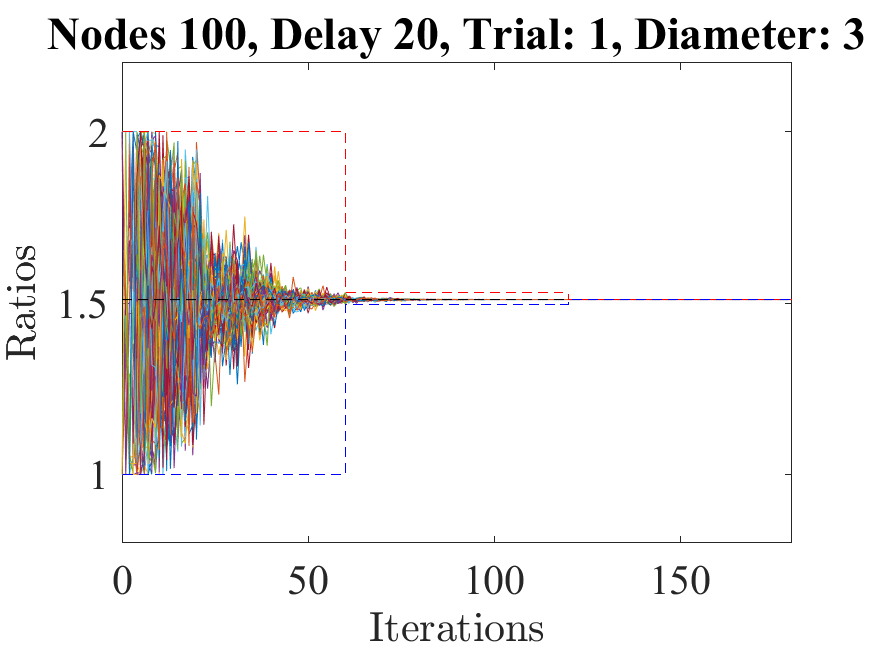 Nodes 100, Delay 20, Trial: 1, Diameter: 3
2
1.5
1
Ratios
0 50 100 150
Iterations